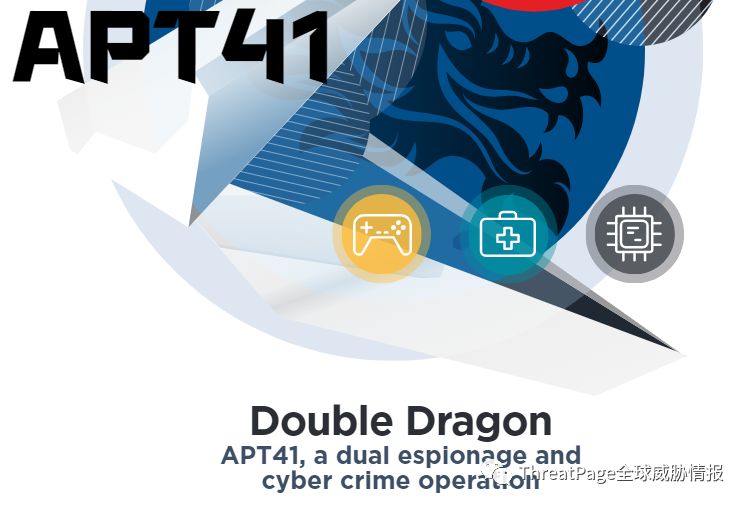 APT41
Double Dragon
APT41, a dual espionage and
cyber crime operation
ThreatPage全球威胁情报